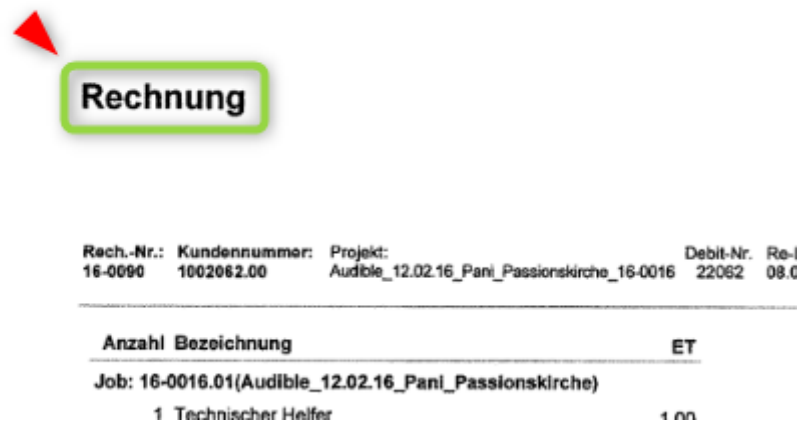 Rechnung
Rech.-Nr.: Kundennummer: Projekt: Debit-Nr.
16-0090 1002062.00 Audible_12.02.16_Pani_Passionskirche_16-0016 22062
Anzahl Bezeichnung ET
Job: 16-0016.01(Audible_12.02.16_Pani_Passionskirche)
1 Technischer Helfer 1.00